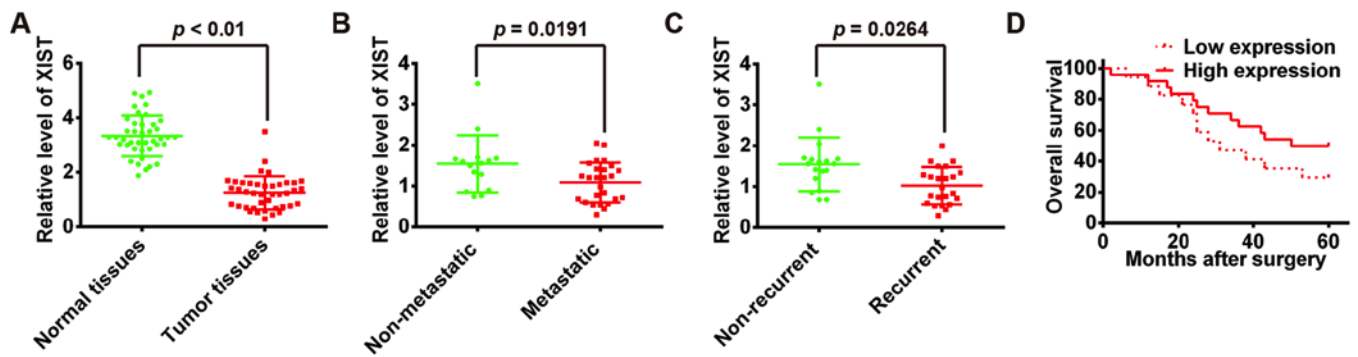 A
p < 0.01
Relative level of XIST
6
4
2
0
Normal tissues
Tumor tissues
B
p = 0.0191
Relative level of XIST
4
3
2
1
0
Non-metastatic
Metastatic
C
p = 0.0264
Relative level of XIST
4
3
2
1
0
Non-recurrent
Recurrent
D
Low expression
High expression
Overall survival
100
80
60
40
20
0
0 20 40 60
Months after surgery